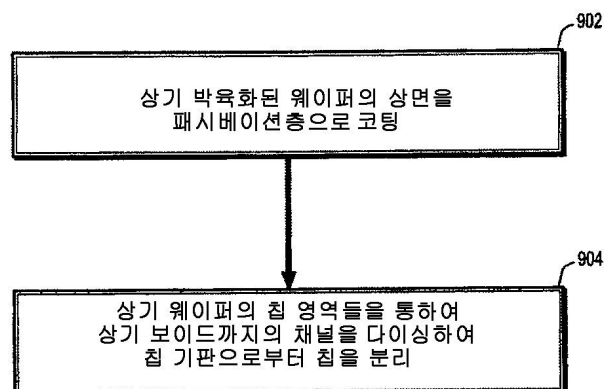 902
상기 박육화된 웨이퍼의 상면을
패시베이션층으로 코팅
904
상기 웨이퍼의 칩 영역들을 통하여
상기 보이드까지의 채널을 다이싱하여
칩 기판으로부터 칩을 분리